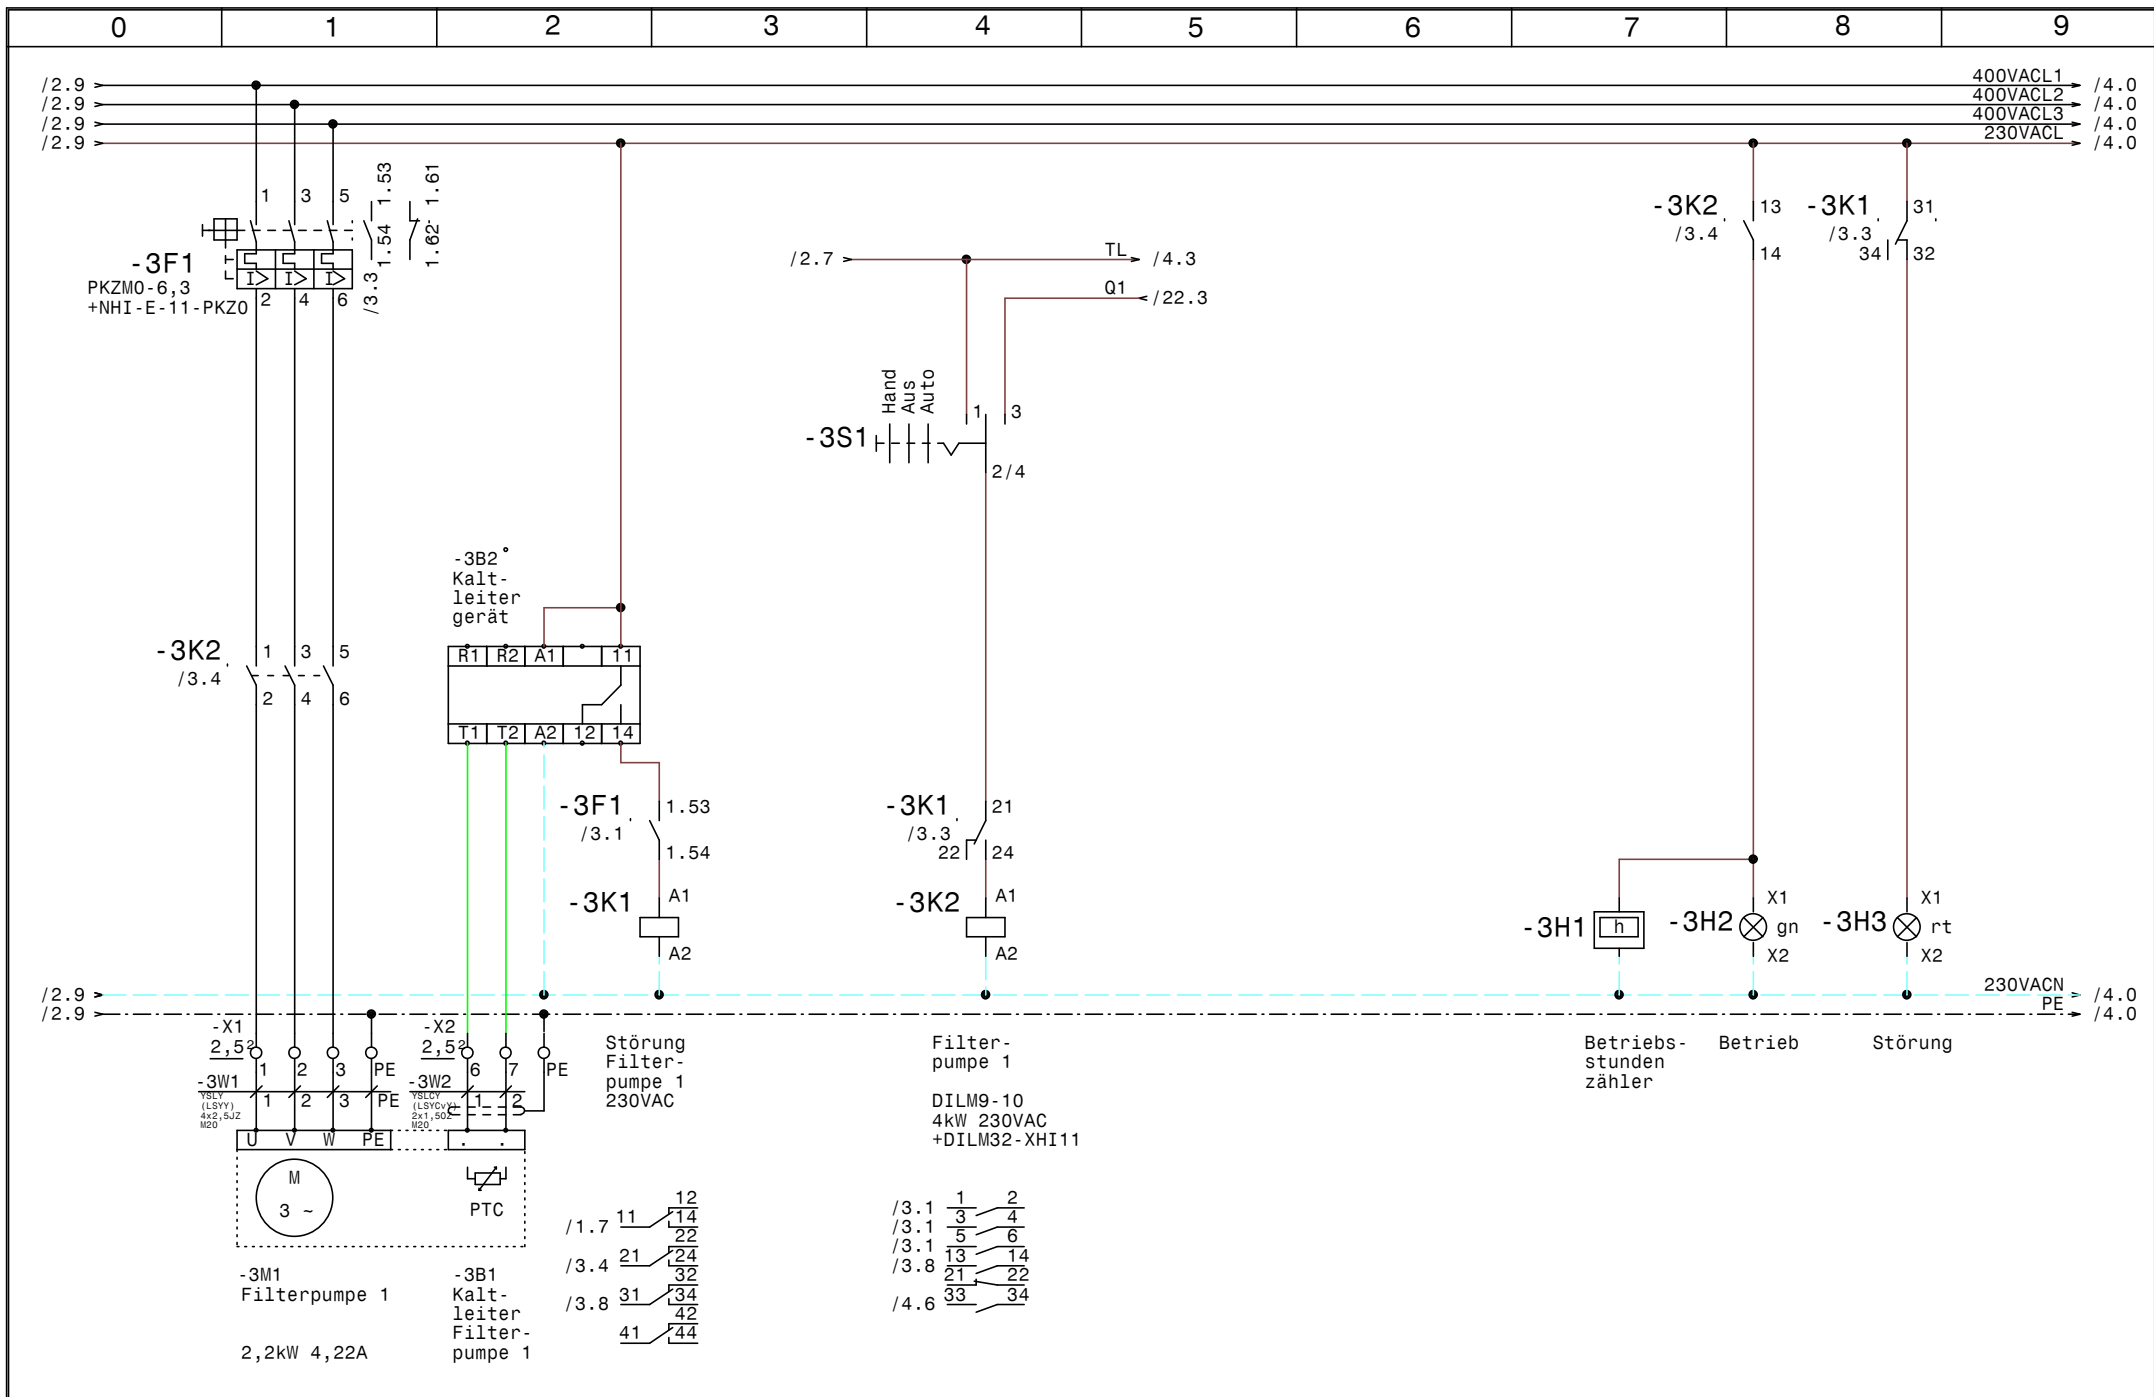 0 1 2 3 4 5 6 7 8 9
/2.9 400VACL1 /4.0
/2.9 400VACL2 /4.0
/2.9 400VACL3 /4.0
/2.9 230VACL /4.0
1 3 5
1.53 1.61
1.54 1.62
-3F1
PKZM0-6,3
+NHI-E-11-PKZ0
I> I> I>
2 4 6
/3.3
/2.7 TL /4.3
Q1 /22.3
-3K2 13
/3.4 14
-3K1 31
/3.3 34 32
Hand
Aus
Auto
-3S1
1 3
2/4
-3B2
Kalt-
leiter
gerät
R1 R2 A1 11
T1 T2 A2 12 14
-3K2
/3.4
1 3 5
2 4 6
-3F1 1.53
/3.1 1.54
-3K1 A1
A2
-3K1 21
/3.3
22 24
-3K2 A1
A2
-3H1 h
-3H2 X1
gn
X2
-3H3 X1
rt
X2
/2.9 230VACN /4.0
/2.9 PE /4.0
-X1
2,5²
1 2 3 PE
-3W1
YSLY
(LSYY)
4x2,5JZ
M20
1 2 3 PE
U V W PE
M
3 ~
-X2
2,5²
6 7 PE
-3W2
YSLCY
(LSYCvY)
2x1,5OZ
M20
1 2
. .
PTC
Störung
Filter-
pumpe 1
230VAC
Filter-
pumpe 1
DILM9-10
4kW 230VAC
+DILM32-XHI11
Betriebs-
stunden
zähler
Betrieb
Störung
-3M1
Filterpumpe 1
2,2kW 4,22A
-3B1
Kalt-
leiter
Filter-
pumpe 1
12
/1.7 11 14
22
/3.4 21 24
32
/3.8 31 34
42
41 44
/3.1 1 2
/3.1 3 4
/3.1 5 6
/3.8 13 14
21 22
/4.6 33 34